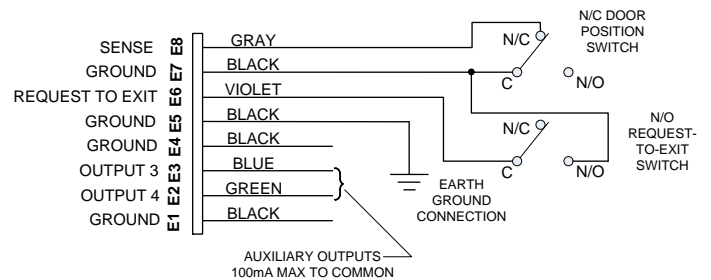 SENSE E8 GRAY
GROUND E7 BLACK
REQUEST TO EXIT E6 VIOLET
GROUND E5 BLACK
GROUND E4 BLACK
OUTPUT 3 E3 BLUE
OUTPUT 4 E2 GREEN
GROUND E1 BLACK
AUXILIARY OUTPUTS
100mA MAX TO COMMON
EARTH
GROUND
CONNECTION
N/C
C
N/O
N/C DOOR
POSITION
SWITCH
N/C
C
N/O
N/O
REQUEST-
TO-EXIT
SWITCH